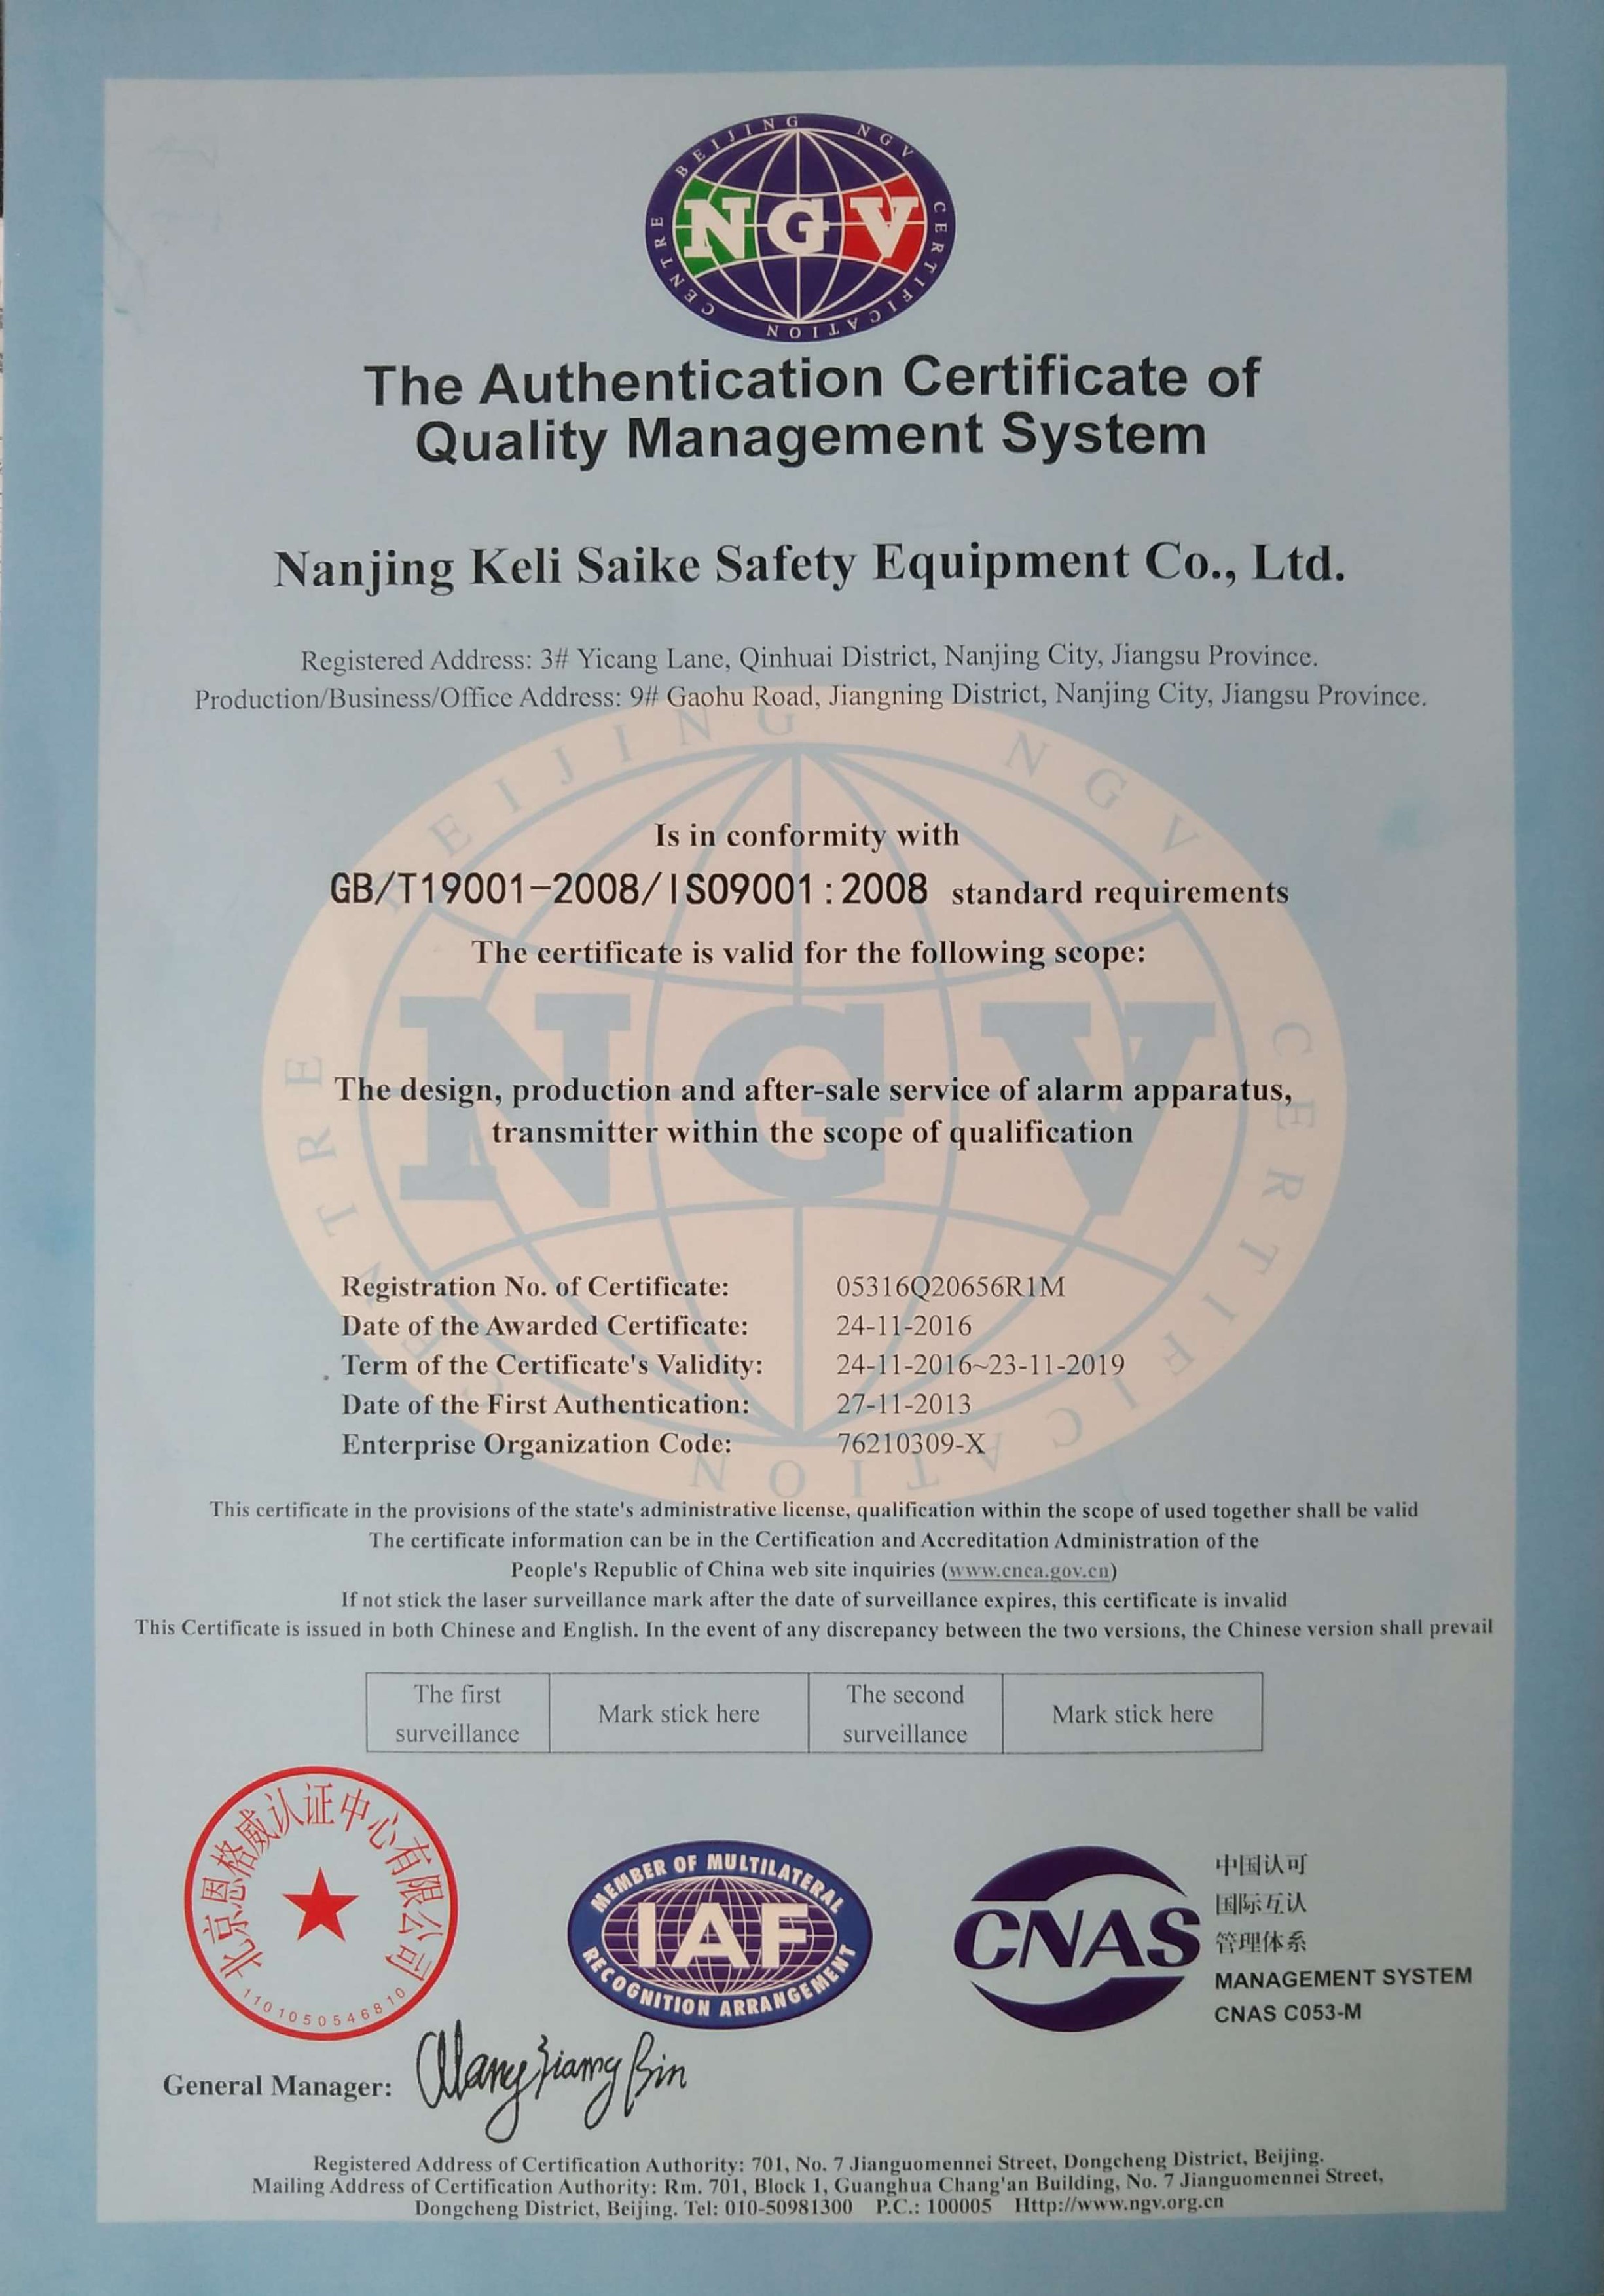 BEIJING NGV CERTIFICATION CENTRE
NGV
The Authentication Certificate of
Quality Management System
Nanjing Keli Saike Safety Equipment Co., Ltd.
Registered Address: 3# Yicang Lane, Qinhuai District, Nanjing City, Jiangsu Province.
Production/Business/Office Address: 9# Gaohu Road, Jiangning District, Nanjing City, Jiangsu Province.
BEIJING NGV CERTIFICATION CENTRE
NGV
Is in conformity with
GB/T19001-2008/ISO9001:2008 standard requirements
The certificate is valid for the following scope:
The design, production and after-sale service of alarm apparatus,
transmitter within the scope of qualification
Registration No. of Certificate: 05316Q20656R1M
Date of the Awarded Certificate: 24-11-2016
Term of the Certificate's Validity: 24-11-2016~23-11-2019
Date of the First Authentication: 27-11-2013
Enterprise Organization Code: 76210309-X
This certificate in the provisions of the state's administrative license, qualification within the scope of used together shall be valid
The certificate information can be in the Certification and Accreditation Administration of the
People's Republic of China web site inquiries (www.cnca.gov.cn)
If not stick the laser surveillance mark after the date of surveillance expires, this certificate is invalid
This Certificate is issued in both Chinese and English. In the event of any discrepancy between the two versions, the Chinese version shall prevail
The first surveillance Mark stick here The second surveillance Mark stick here
北京恩格威认证中心有限公司
1101050546810
MEMBER OF MULTILATERAL
IAF
RECOGNITION ARRANGEMENT
CNAS
中国认可
国际互认
管理体系
MANAGEMENT SYSTEM
CNAS C053-M
General Manager: Wang Xiang Bin
Registered Address of Certification Authority: 701, No. 7 Jianguomennei Street, Dongcheng District, Beijing.
Mailing Address of Certification Authority: Rm. 701, Block 1, Guanghua Chang'an Building, No. 7 Jianguomennei Street,
Dongcheng District, Beijing. Tel: 010-50981300 P.C.: 100005 Http://www.ngv.org.cn